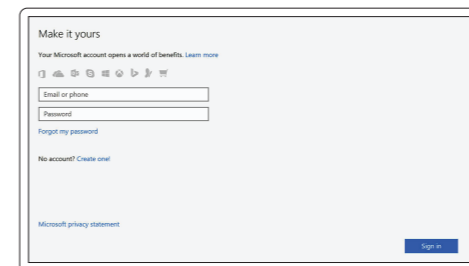 Make it yours
Your Microsoft account opens a world of benefits. Learn more
Email or phone
Password
Forgot my password
No account? Create one!
Microsoft privacy statement
Sign in